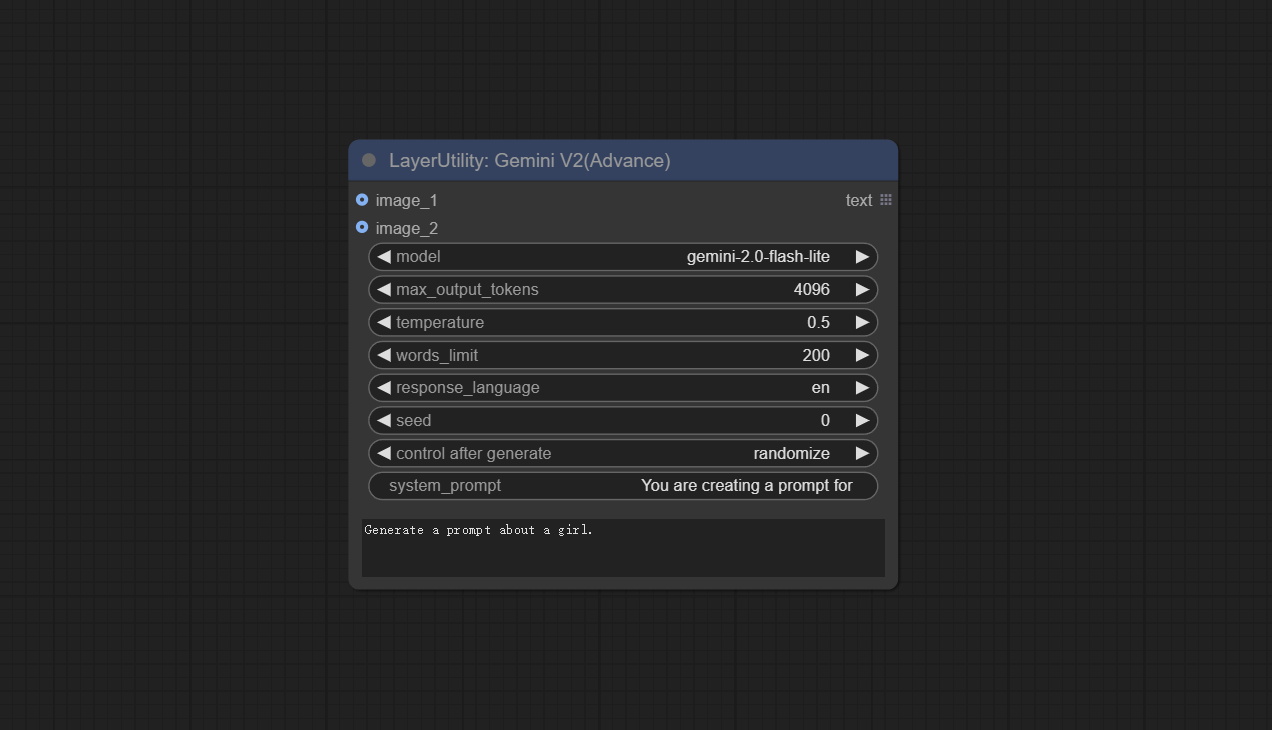 LayerUtility: Gemini V2(Advance)
image_1 text
image_2
model gemini-2.0-flash-lite
max_output_tokens 4096
temperature 0.5
words_limit 200
response_language en
seed 0
control after generate randomize
system_prompt You are creating a prompt for
Generate a prompt about a girl.